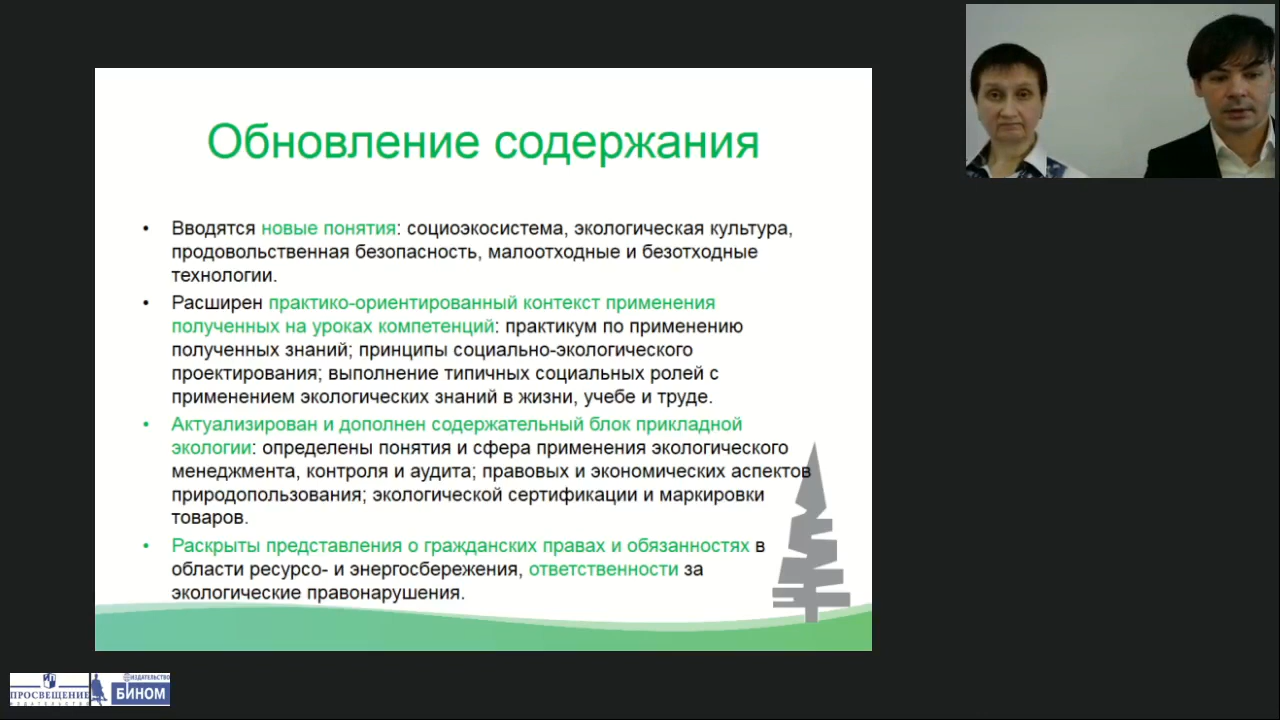 Обновление содержания
• Вводятся новые понятия: социоэкосистема, экологическая культура,
продовольственная безопасность, малоотходные и безотходные
технологии.
• Расширен практико-ориентированный контекст применения
полученных на уроках компетенций: практикум по применению
полученных знаний; принципы социально-экологического
проектирования; выполнение типичных социальных ролей с
применением экологических знаний в жизни, учебе и труде.
• Актуализирован и дополнен содержательный блок прикладной
экологии: определены понятия и сфера применения экологического
менеджмента, контроля и аудита; правовых и экономических аспектов
природопользования; экологической сертификации и маркировки
товаров.
• Раскрыты представления о гражданских правах и обязанностях в
области ресурсо- и энергосбережения, ответственности за
экологические правонарушения.
ПРОСВЕЩЕНИЕ
ИЗДАТЕЛЬСТВО
ИЗДАТЕЛЬСТВО
БИНОМ